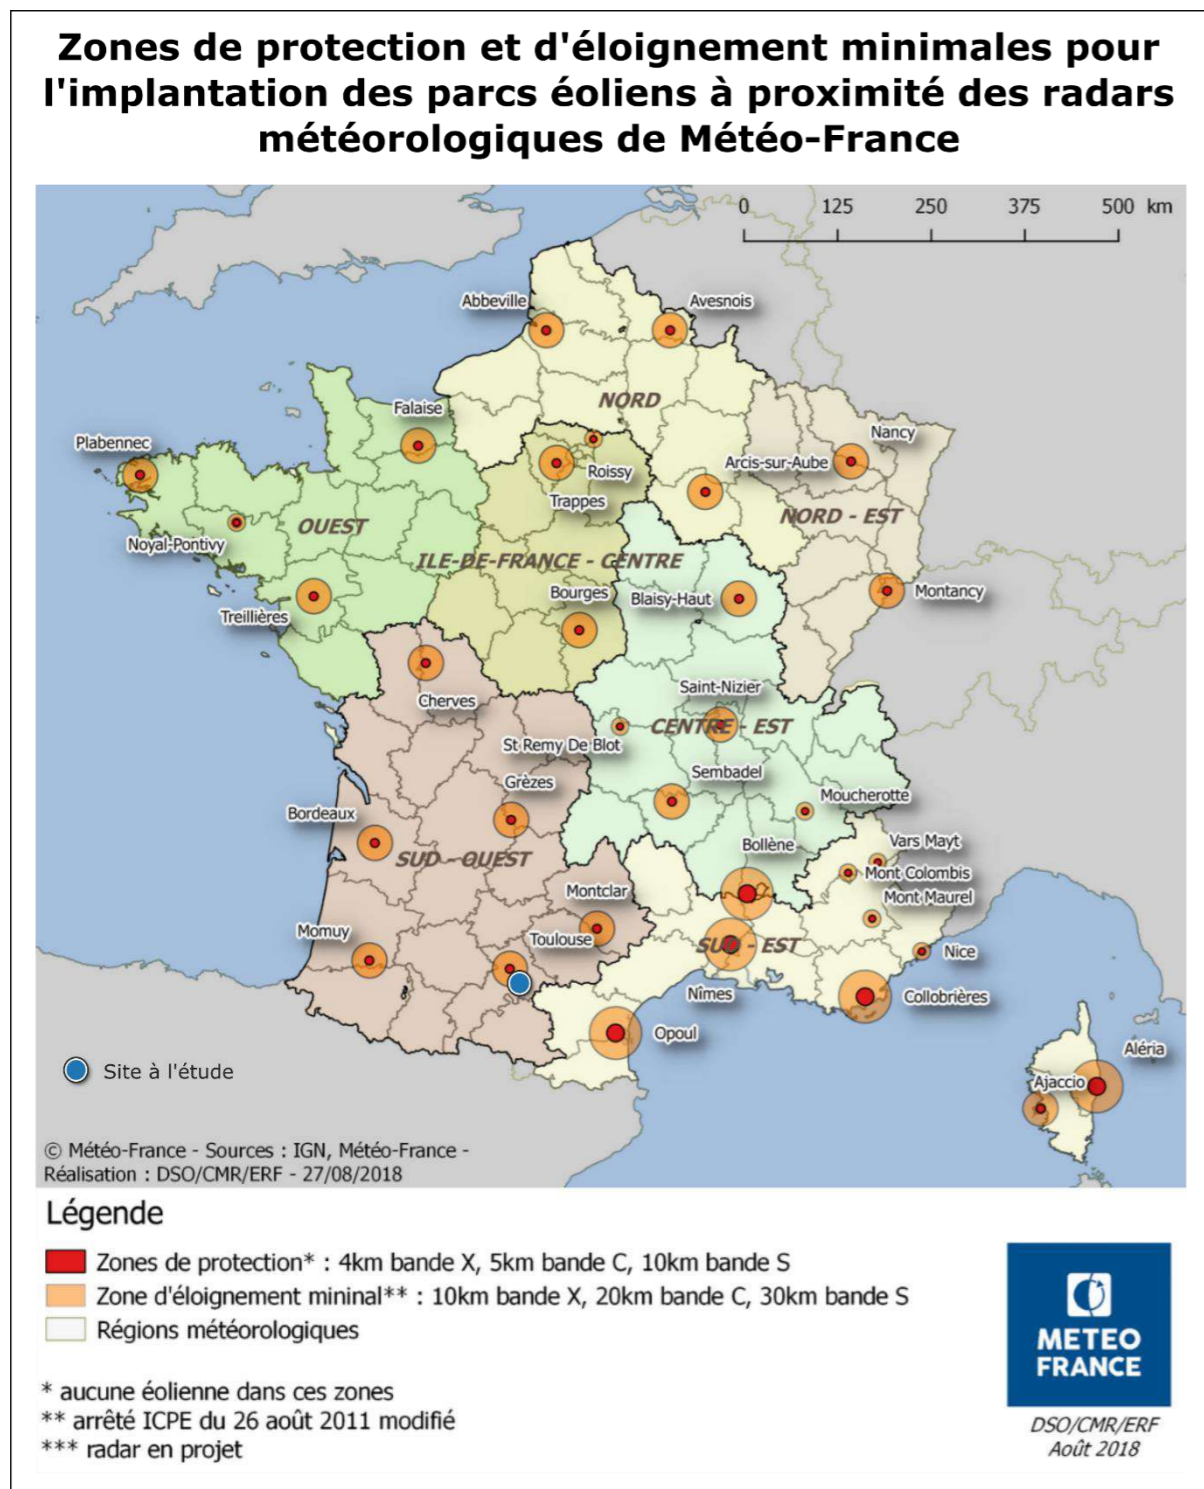 Zones de protection et d'éloignement minimales pour
l'implantation des parcs éoliens à proximité des radars
météorologiques de Météo-France
0 125 250 375 500 km
Abbeville
Avesnois
NORD
Falaise
Nancy
Plabennec
Arcis-sur-Aube
Roissy
Trappes
NORD - EST
OUEST
Noyal-Pontivy
ILE-DE-FRANCE - CENTRE
Bourges
Blaisy-Haut
Montancy
Treillières
Saint-Nizier
Cherves
CENTRE - EST
St Remy De Blot
Sembadel
Grèzes
Moucherotte
Bordeaux
Bollène
Vars Mayt
SUD - OUEST
Mont Colombis
Montclar
Mont Maurel
Momuy
Toulouse
SUD - EST
Nice
Nîmes
Collobrières
Opoul
Aléria
Site à l'étude
Ajaccio
© Météo-France - Sources : IGN, Météo-France -
Réalisation : DSO/CMR/ERF - 27/08/2018
Légende
Zones de protection* : 4km bande X, 5km bande C, 10km bande S
Zone d'éloignement mininal** : 10km bande X, 20km bande C, 30km bande S
Régions météorologiques
* aucune éolienne dans ces zones
** arrêté ICPE du 26 août 2011 modifié
*** radar en projet
METEO
FRANCE
DSO/CMR/ERF
Août 2018